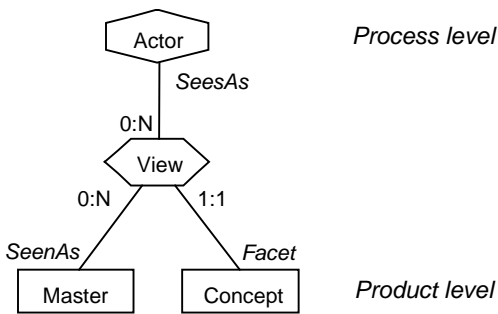 Actor
Process level
SeesAs
0:N
View
0:N
1:1
SeenAs
Facet
Master
Concept
Product level